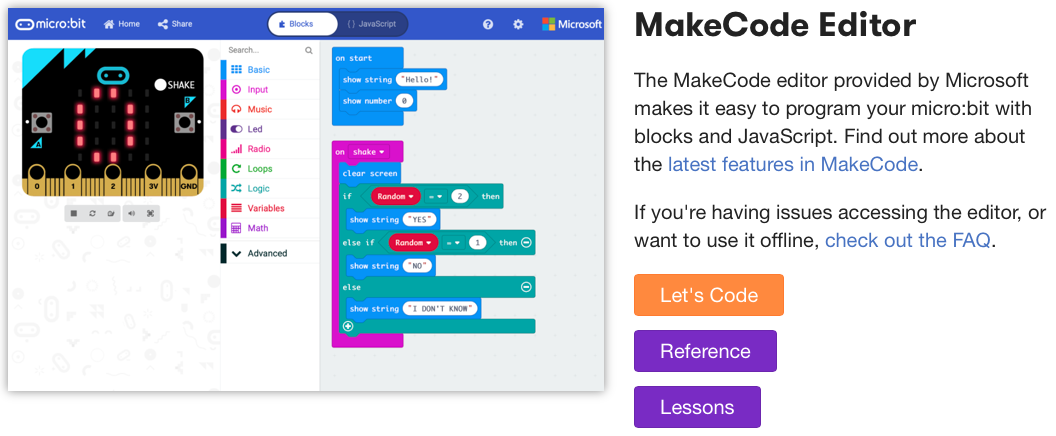 micro:bit Home Share Blocks {} JavaScript ? Microsoft
SHAKE
B
A
0 1 2 3V GND
Search...
Basic
Input
Music
Led
Radio
Loops
Logic
Variables
Math
Advanced
on start
show string "Hello!"
show number 0
on shake
clear screen
if Random = 2 then
show string "YES"
else if Random = 1 then
show string "NO"
else
show string "I DON'T KNOW"
MakeCode Editor
The MakeCode editor provided by Microsoft
makes it easy to program your micro:bit with
blocks and JavaScript. Find out more about
the latest features in MakeCode.
If you're having issues accessing the editor, or
want to use it offline, check out the FAQ.
Let's Code
Reference
Lessons